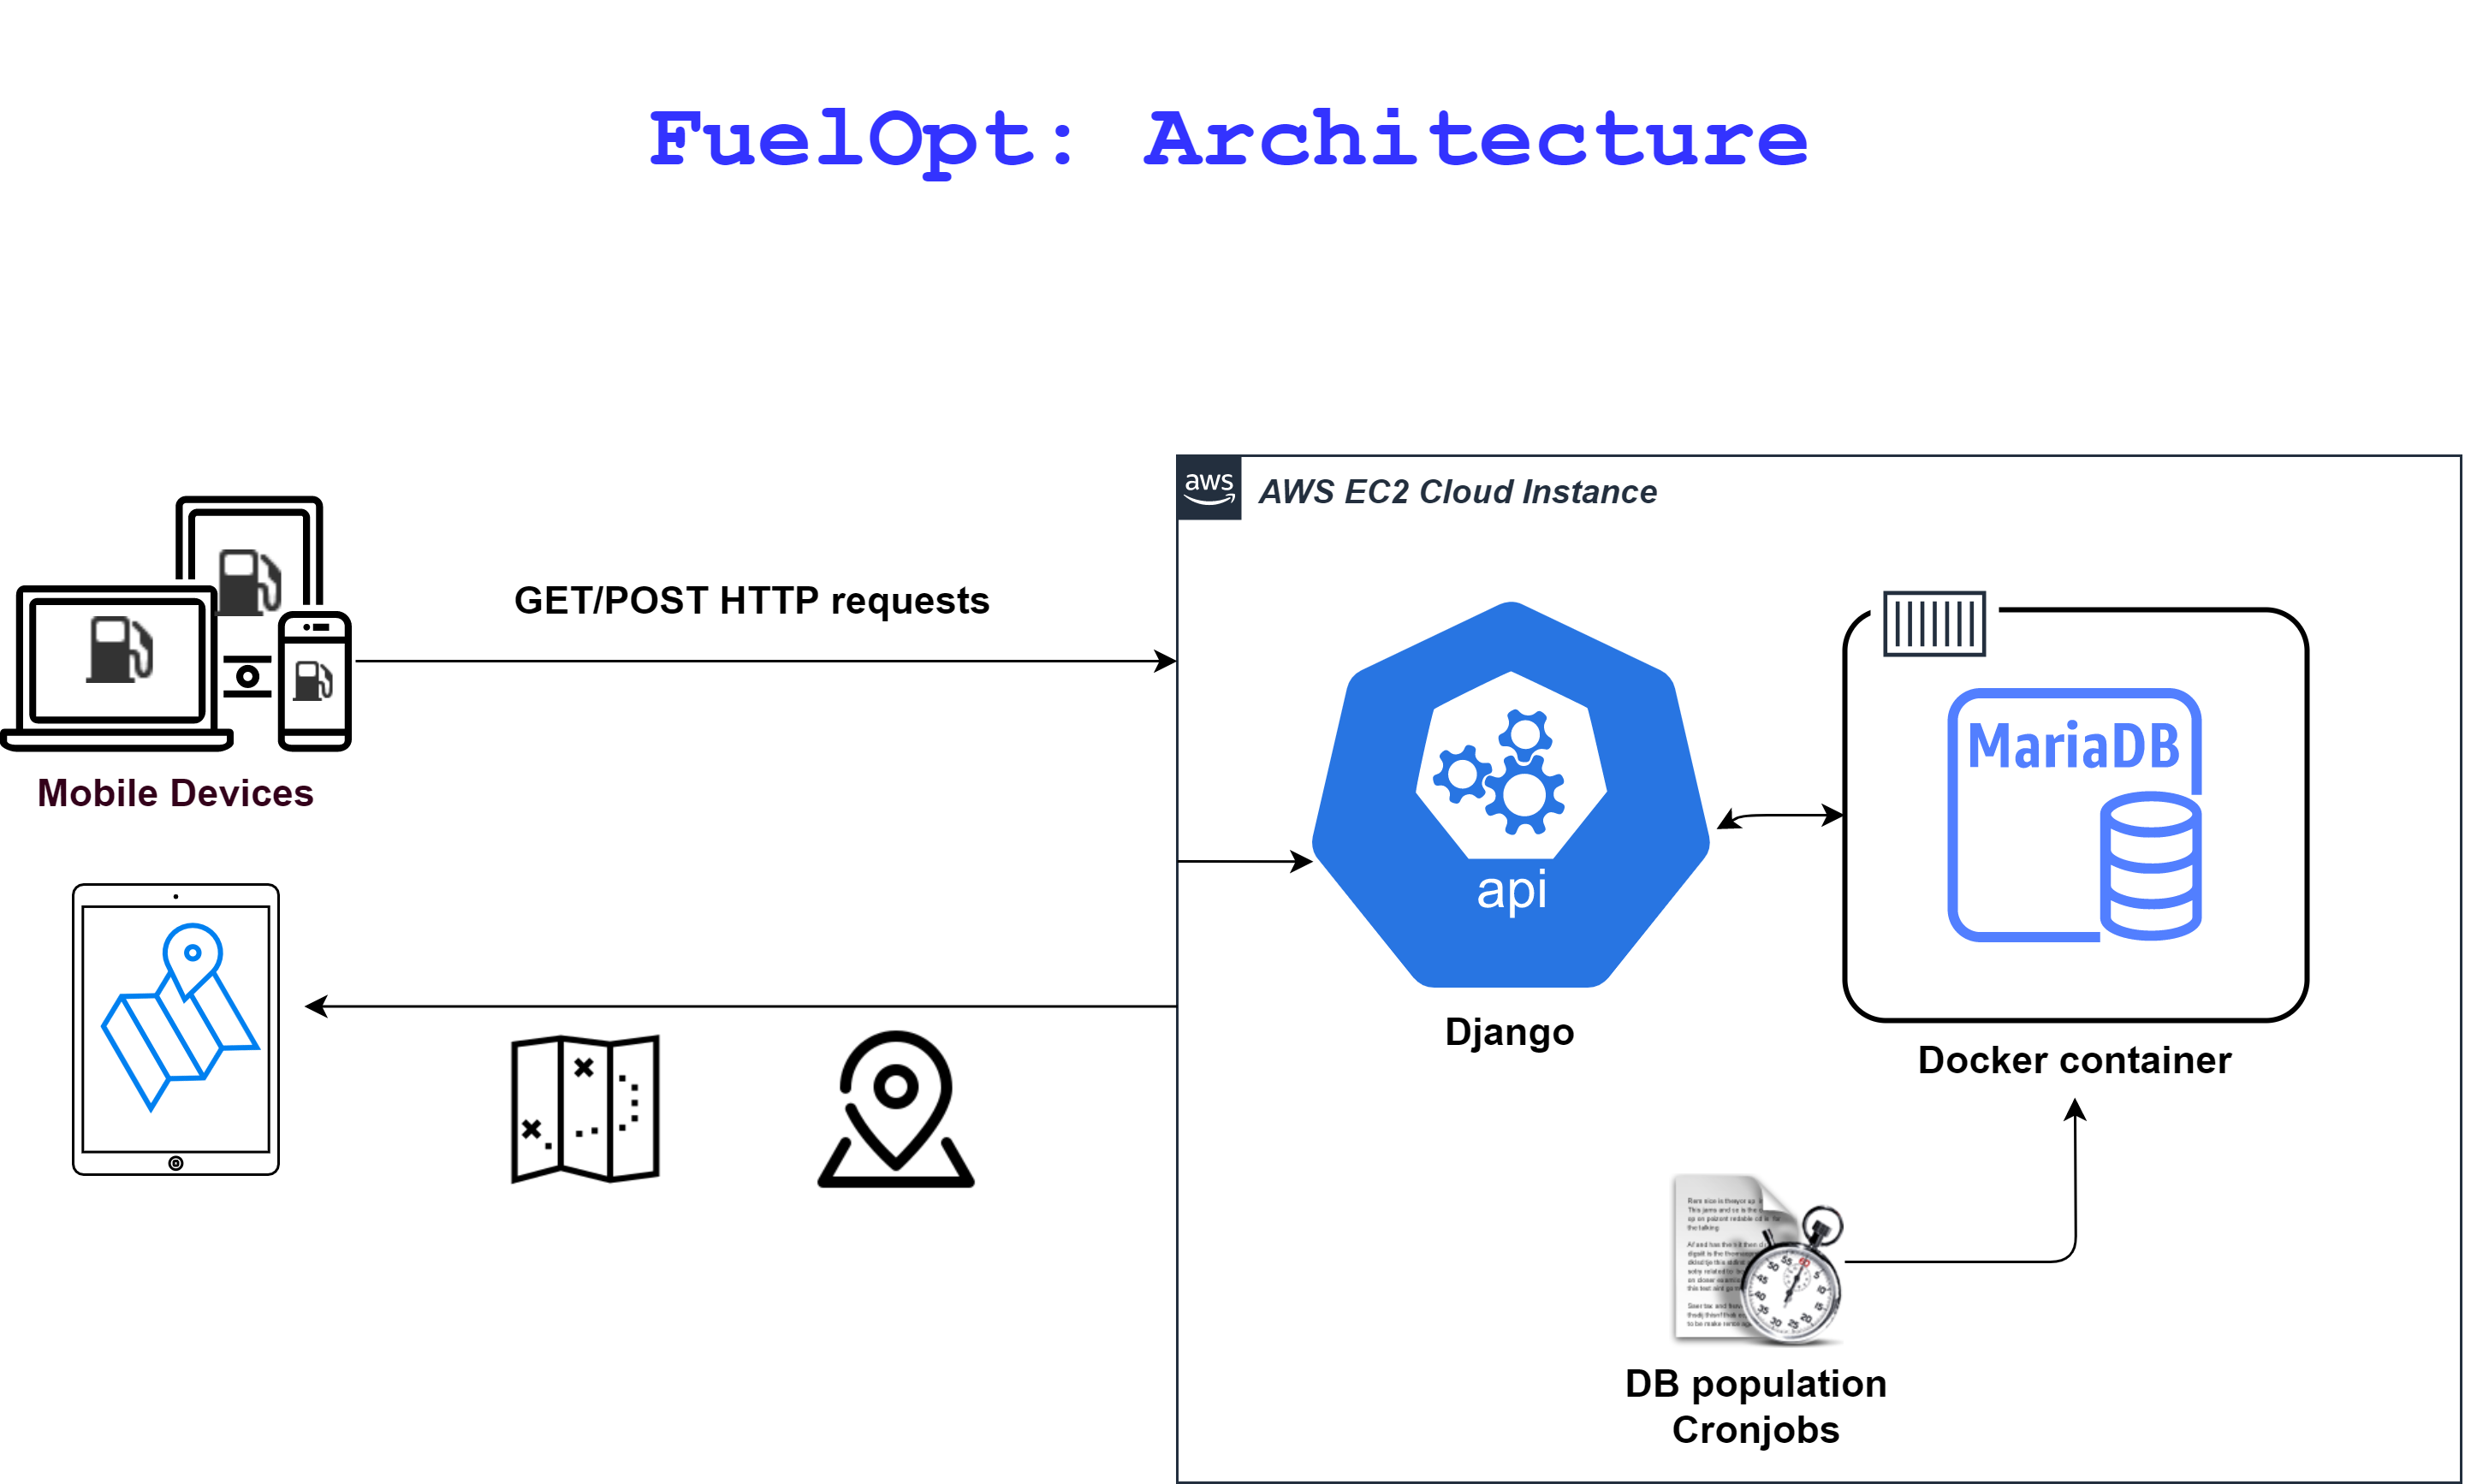 FuelOpt: Architecture
aws
AWS EC2 Cloud Instance
GET/POST HTTP requests
Mobile Devices
MariaDB
api
Django
Docker container
DB population
Cronjobs